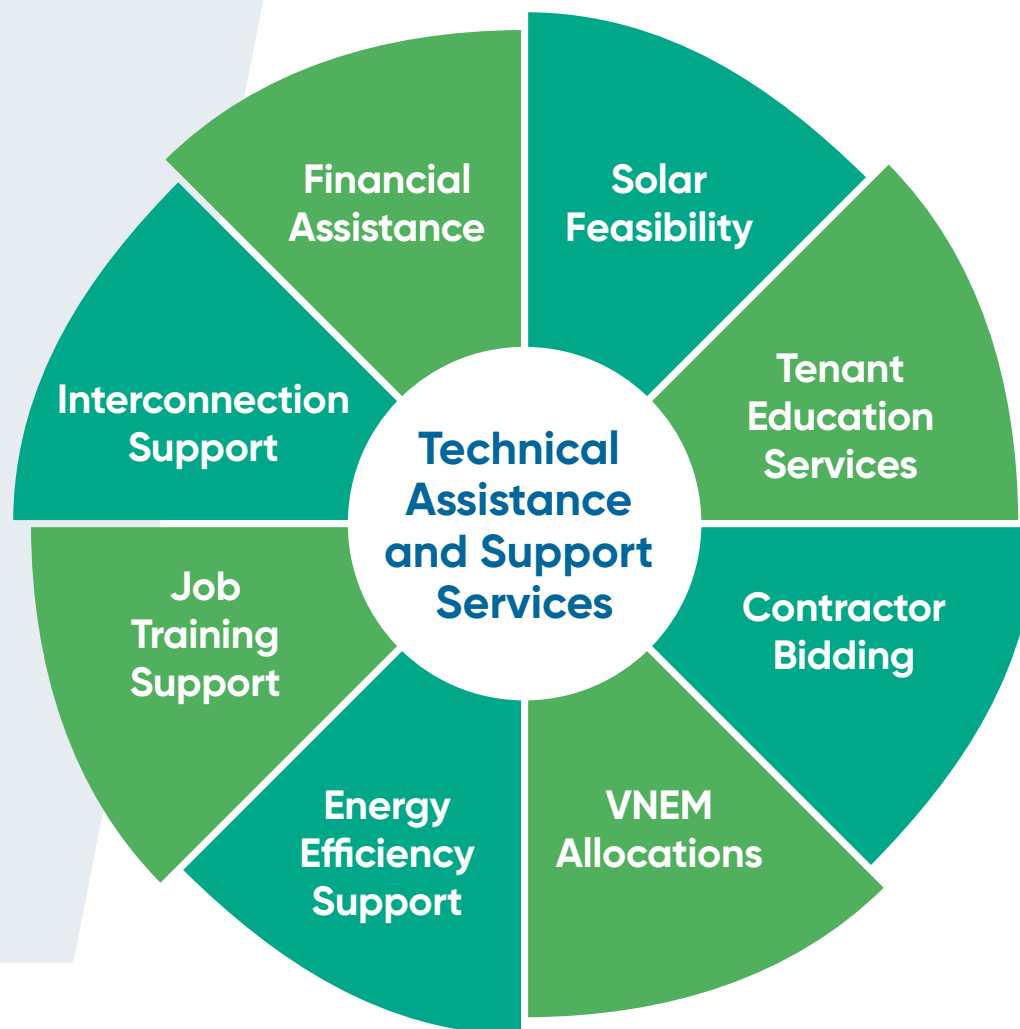 Technical
Assistance
and Support
Services
Solar
Feasibility
Tenant
Education
Services
Contractor
Bidding
VNEM
Allocations
Energy
Efficiency
Support
Job
Training
Support
Interconnection
Support
Financial
Assistance